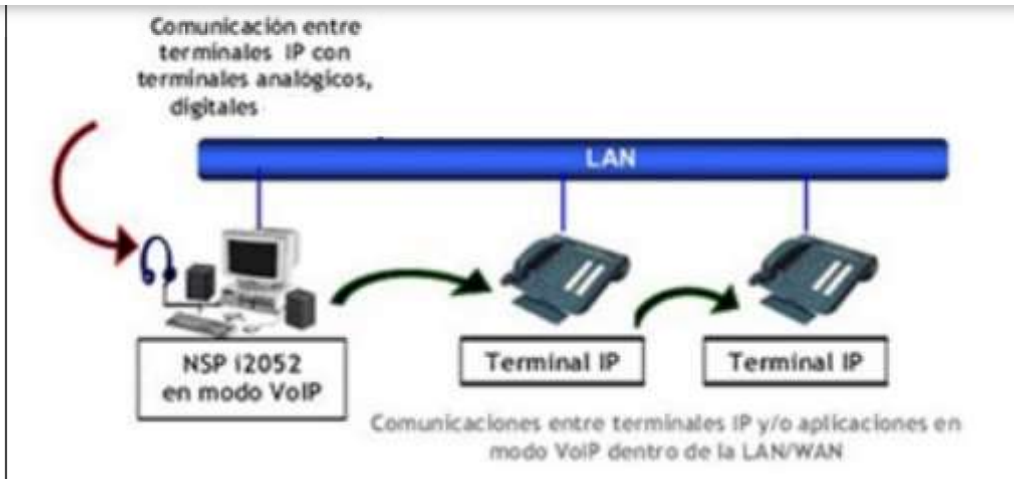 Comunicación entre
terminales IP con
terminales analógicos,
digitales
LAN
NSP i2052
en modo VoIP
Terminal IP
Terminal IP
Comunicaciones entre terminales IP y/o aplicaciones en
modo VoIP dentro de la LAN/WAN